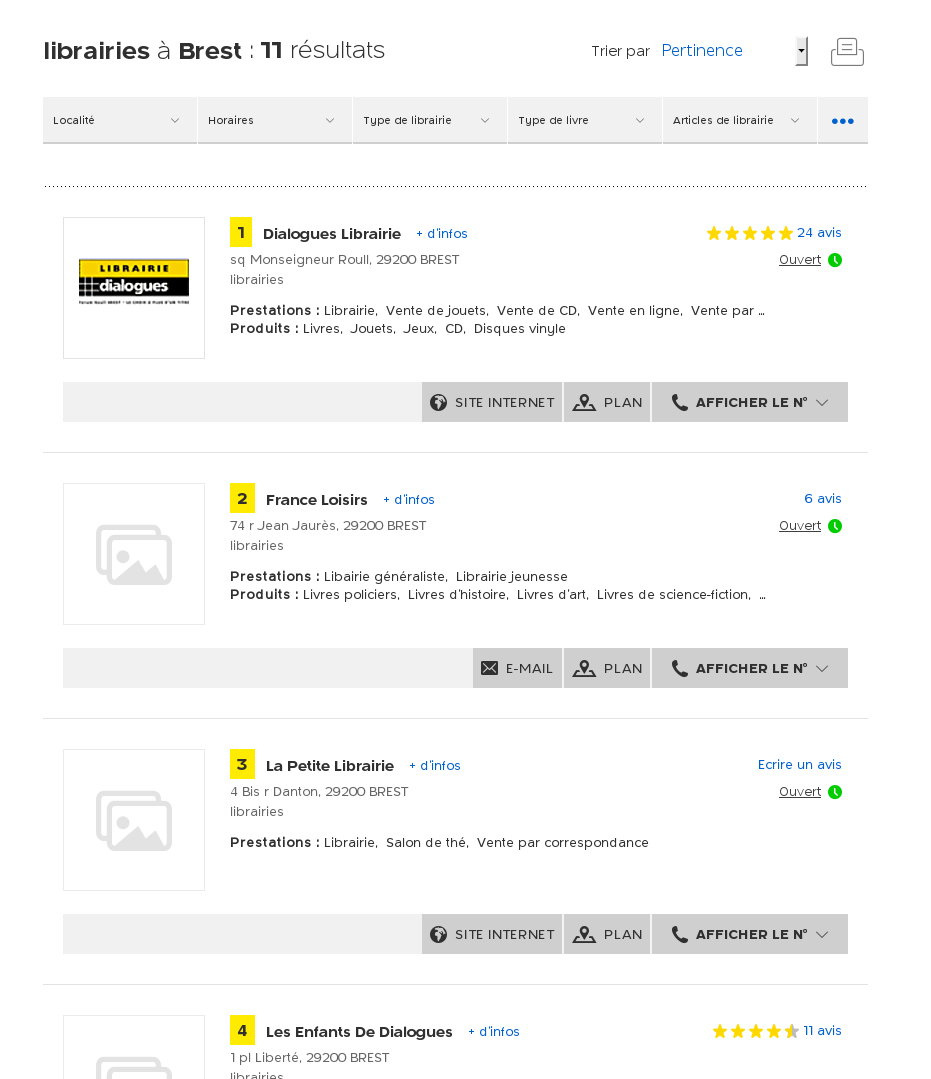 librairies à Brest : 11 résultats
Trier par Pertinence
Localité
Horaires
Type de librairie
Type de livre
Articles de librairie
LIBRAIRIE
dialogues
1 Dialogues Librairie + d'infos
24 avis
sq Monseigneur Roull, 29200 BREST
Ouvert
librairies
Prestations : Librairie, Vente de jouets, Vente de CD, Vente en ligne, Vente par ...
Produits : Livres, Jouets, Jeux, CD, Disques vinyle
SITE INTERNET PLAN AFFICHER LE N°
2 France Loisirs + d'infos
6 avis
74 r Jean Jaurès, 29200 BREST
Ouvert
librairies
Prestations : Libairie généraliste, Librairie jeunesse
Produits : Livres policiers, Livres d'histoire, Livres d'art, Livres de science-fiction, ...
E-MAIL PLAN AFFICHER LE N°
3 La Petite Librairie + d'infos
Ecrire un avis
4 Bis r Danton, 29200 BREST
Ouvert
librairies
Prestations : Librairie, Salon de thé, Vente par correspondance
SITE INTERNET PLAN AFFICHER LE N°
4 Les Enfants De Dialogues + d'infos
11 avis
1 pl Liberté, 29200 BREST
librairies